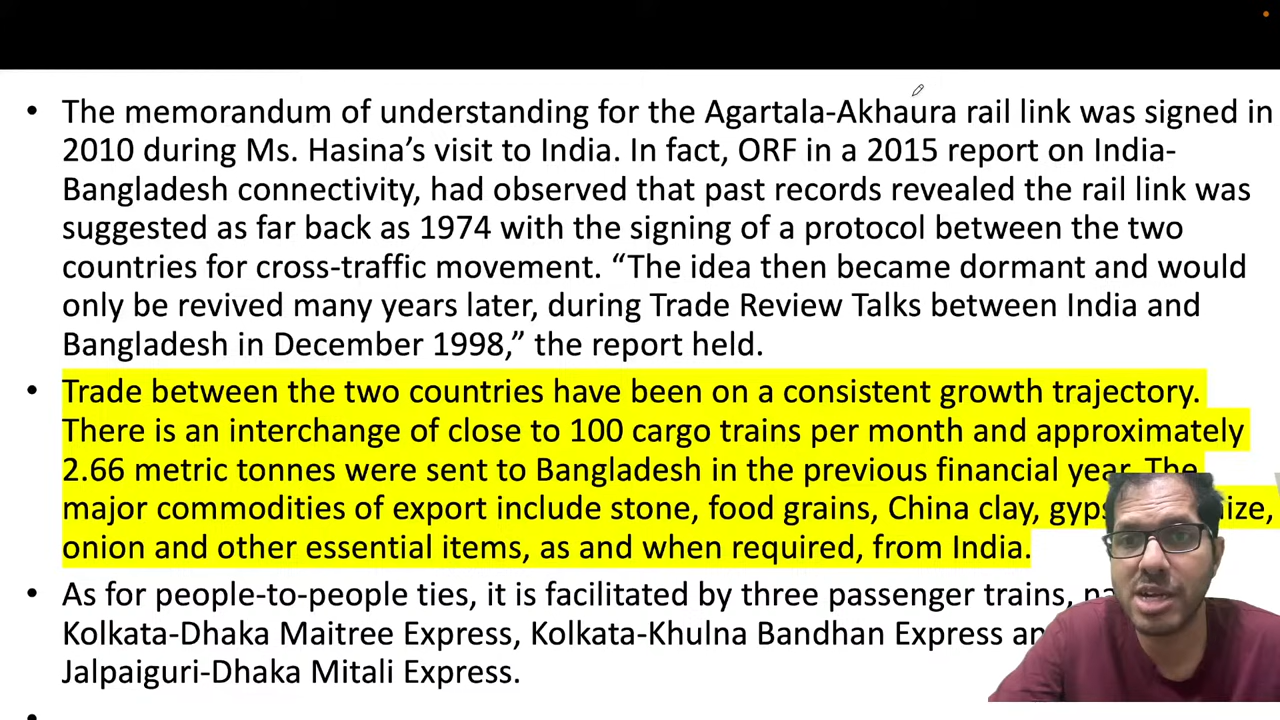 • The memorandum of understanding for the Agartala-Akhaura rail link was signed in
2010 during Ms. Hasina’s visit to India. In fact, ORF in a 2015 report on India-
Bangladesh connectivity, had observed that past records revealed the rail link was
suggested as far back as 1974 with the signing of a protocol between the two
countries for cross-traffic movement. “The idea then became dormant and would
only be revived many years later, during Trade Review Talks between India and
Bangladesh in December 1998,” the report held.
• Trade between the two countries have been on a consistent growth trajectory.
There is an interchange of close to 100 cargo trains per month and approximately
2.66 metric tonnes were sent to Bangladesh in the previous financial year. The
major commodities of export include stone, food grains, China clay,
onion and other essential items, as and when required, from India.
• As for people-to-people ties, it is facilitated by three passenger trains,
Kolkata-Dhaka Maitree Express, Kolkata-Khulna Bandhan Express
Jalpaiguri-Dhaka Mitali Express.
•